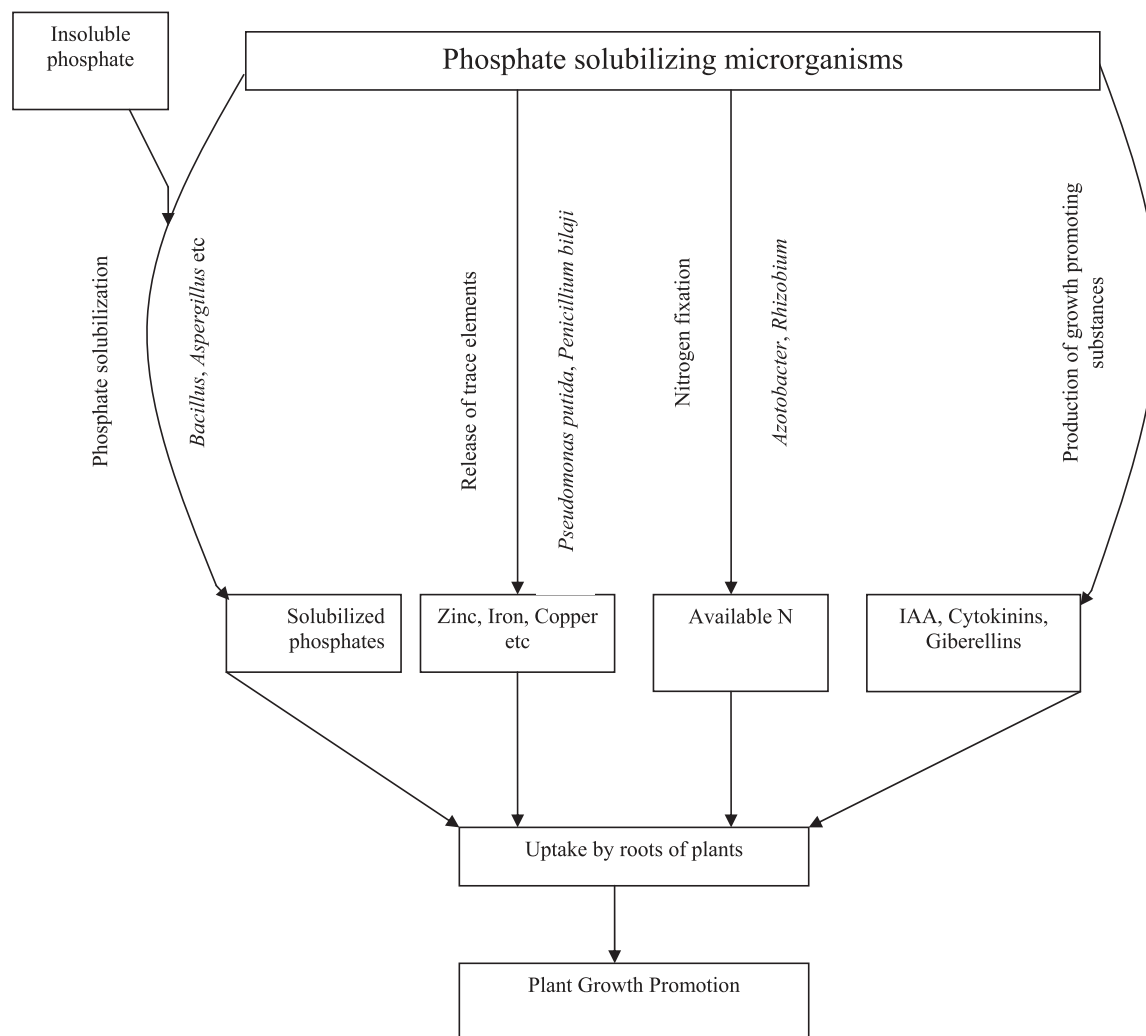 Insoluble
phosphate
Phosphate solubilizing microrganisms
Phosphate solubilization
Bacillus, Aspergillus etc
Release of trace elements
Pseudomonas putida, Penicillium bilaji
Nitrogen fixation
Azotobacter, Rhizobium
Production of growth promoting
substances
Solubilized
phosphates
Zinc, Iron, Copper
etc
Available N
IAA, Cytokinins,
Giberellins
Uptake by roots of plants
Plant Growth Promotion